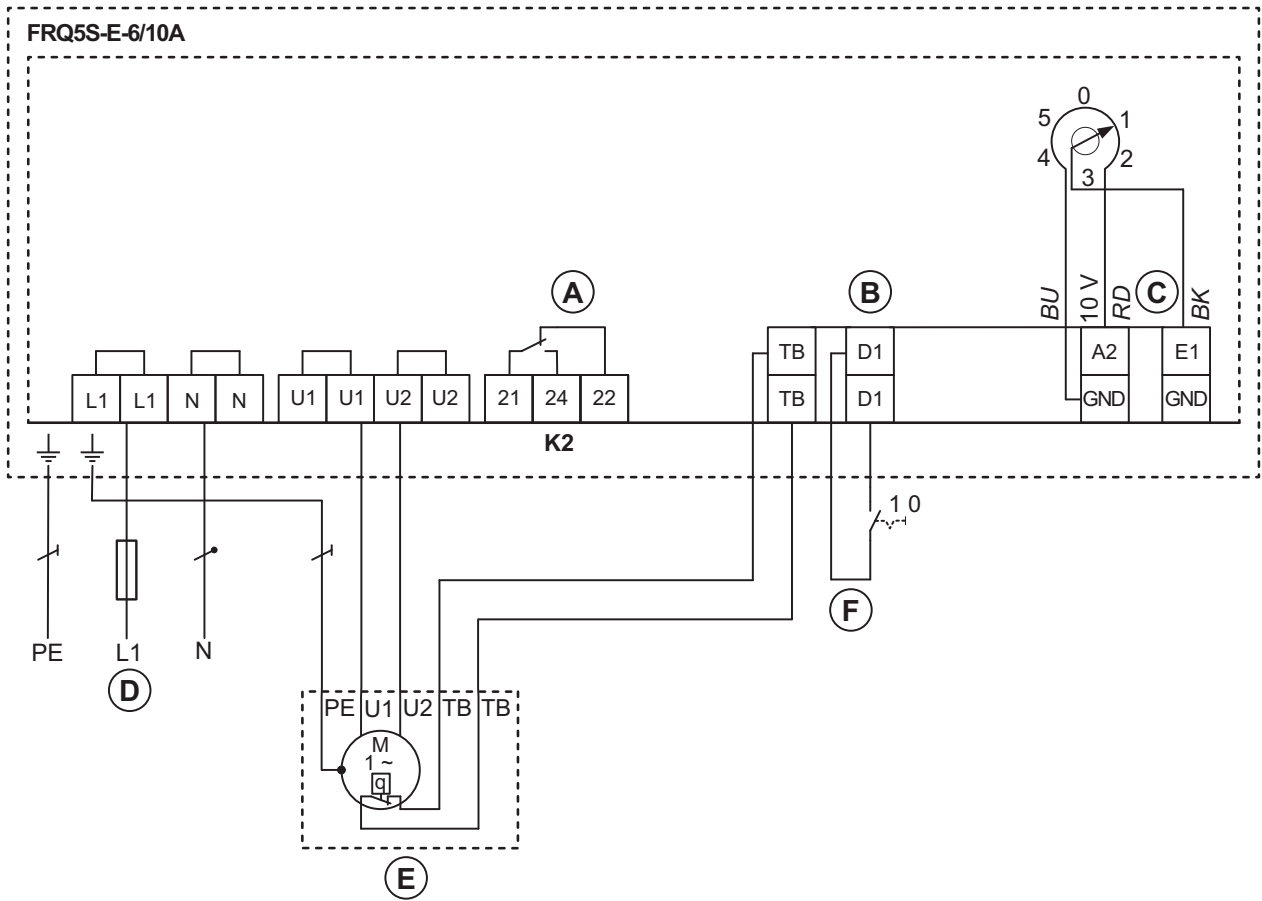 FRQ5S-E-6/10A
0
5 1
4 2
3
A B C
BU 10 V RD BK
TB D1 A2 E1
L1 L1 N N U1 U1 U2 U2 21 24 22 TB D1 GND GND
K2
1 0
F
PE L1 N
D
PE U1 U2 TB TB
M
1 ~
q
E